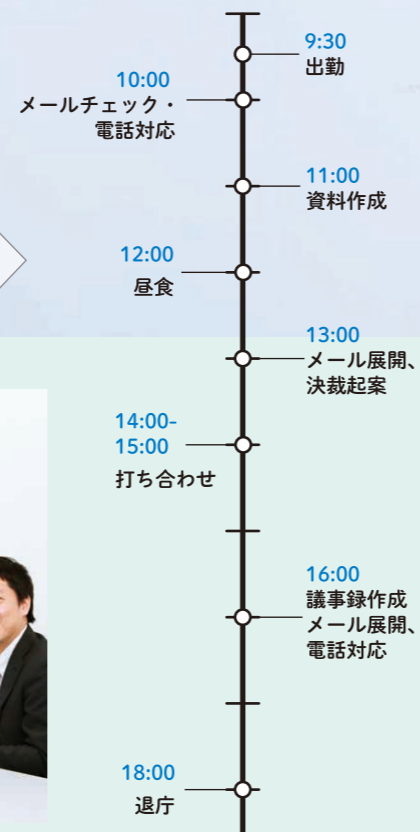 9:30
出勤
10:00
メールチェック・
電話対応
11:00
資料作成
12:00
昼食
13:00
メール展開、
決裁起案
14:00-
15:00
打ち合わせ
16:00
議事録作成
メール展開、
電話対応
18:00
退庁